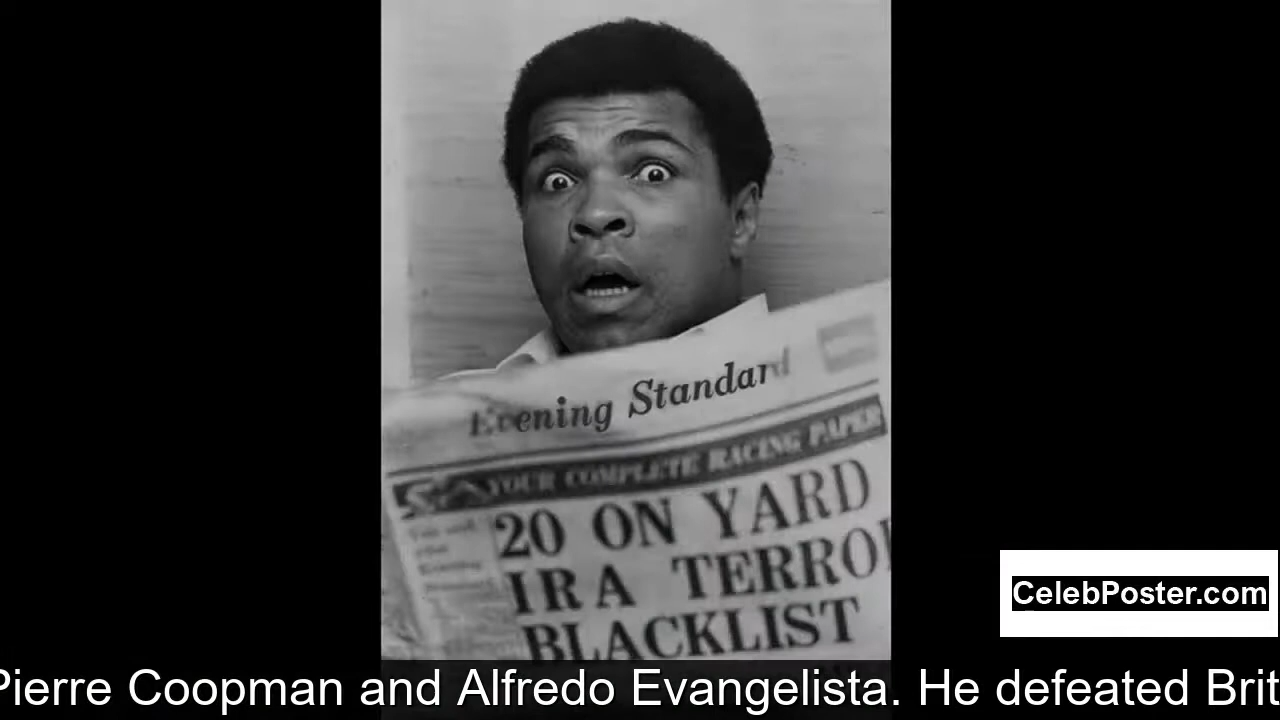 Evening Standard
YOUR COMPLETE RACING PAPER
20 ON YARD
IRA TERRO
BLACKLIST
CelebPoster.com
Pierre Coopman and Alfredo Evangelista. He defeated Brit